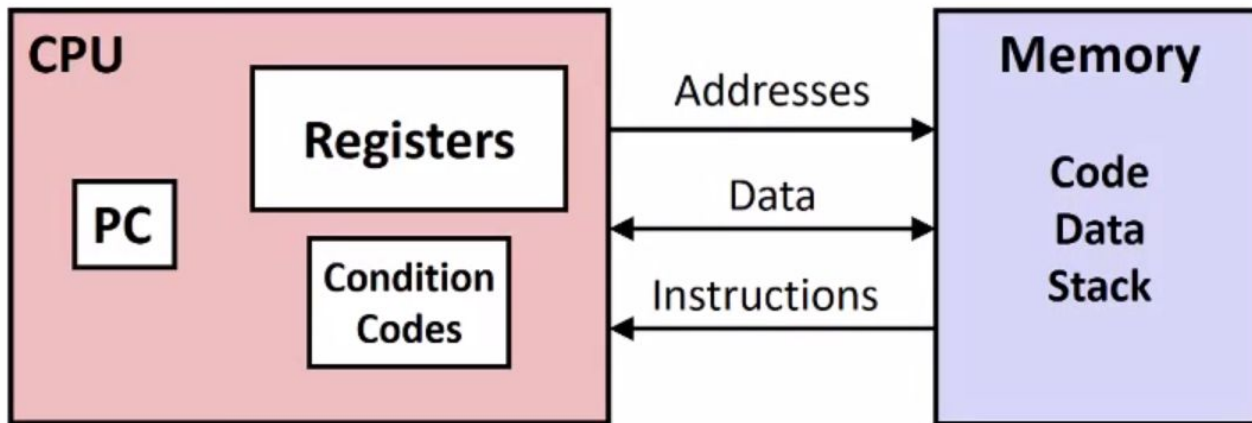 CPU
Registers
PC
Condition
Codes
Addresses
Data
Instructions
Memory
Code
Data
Stack